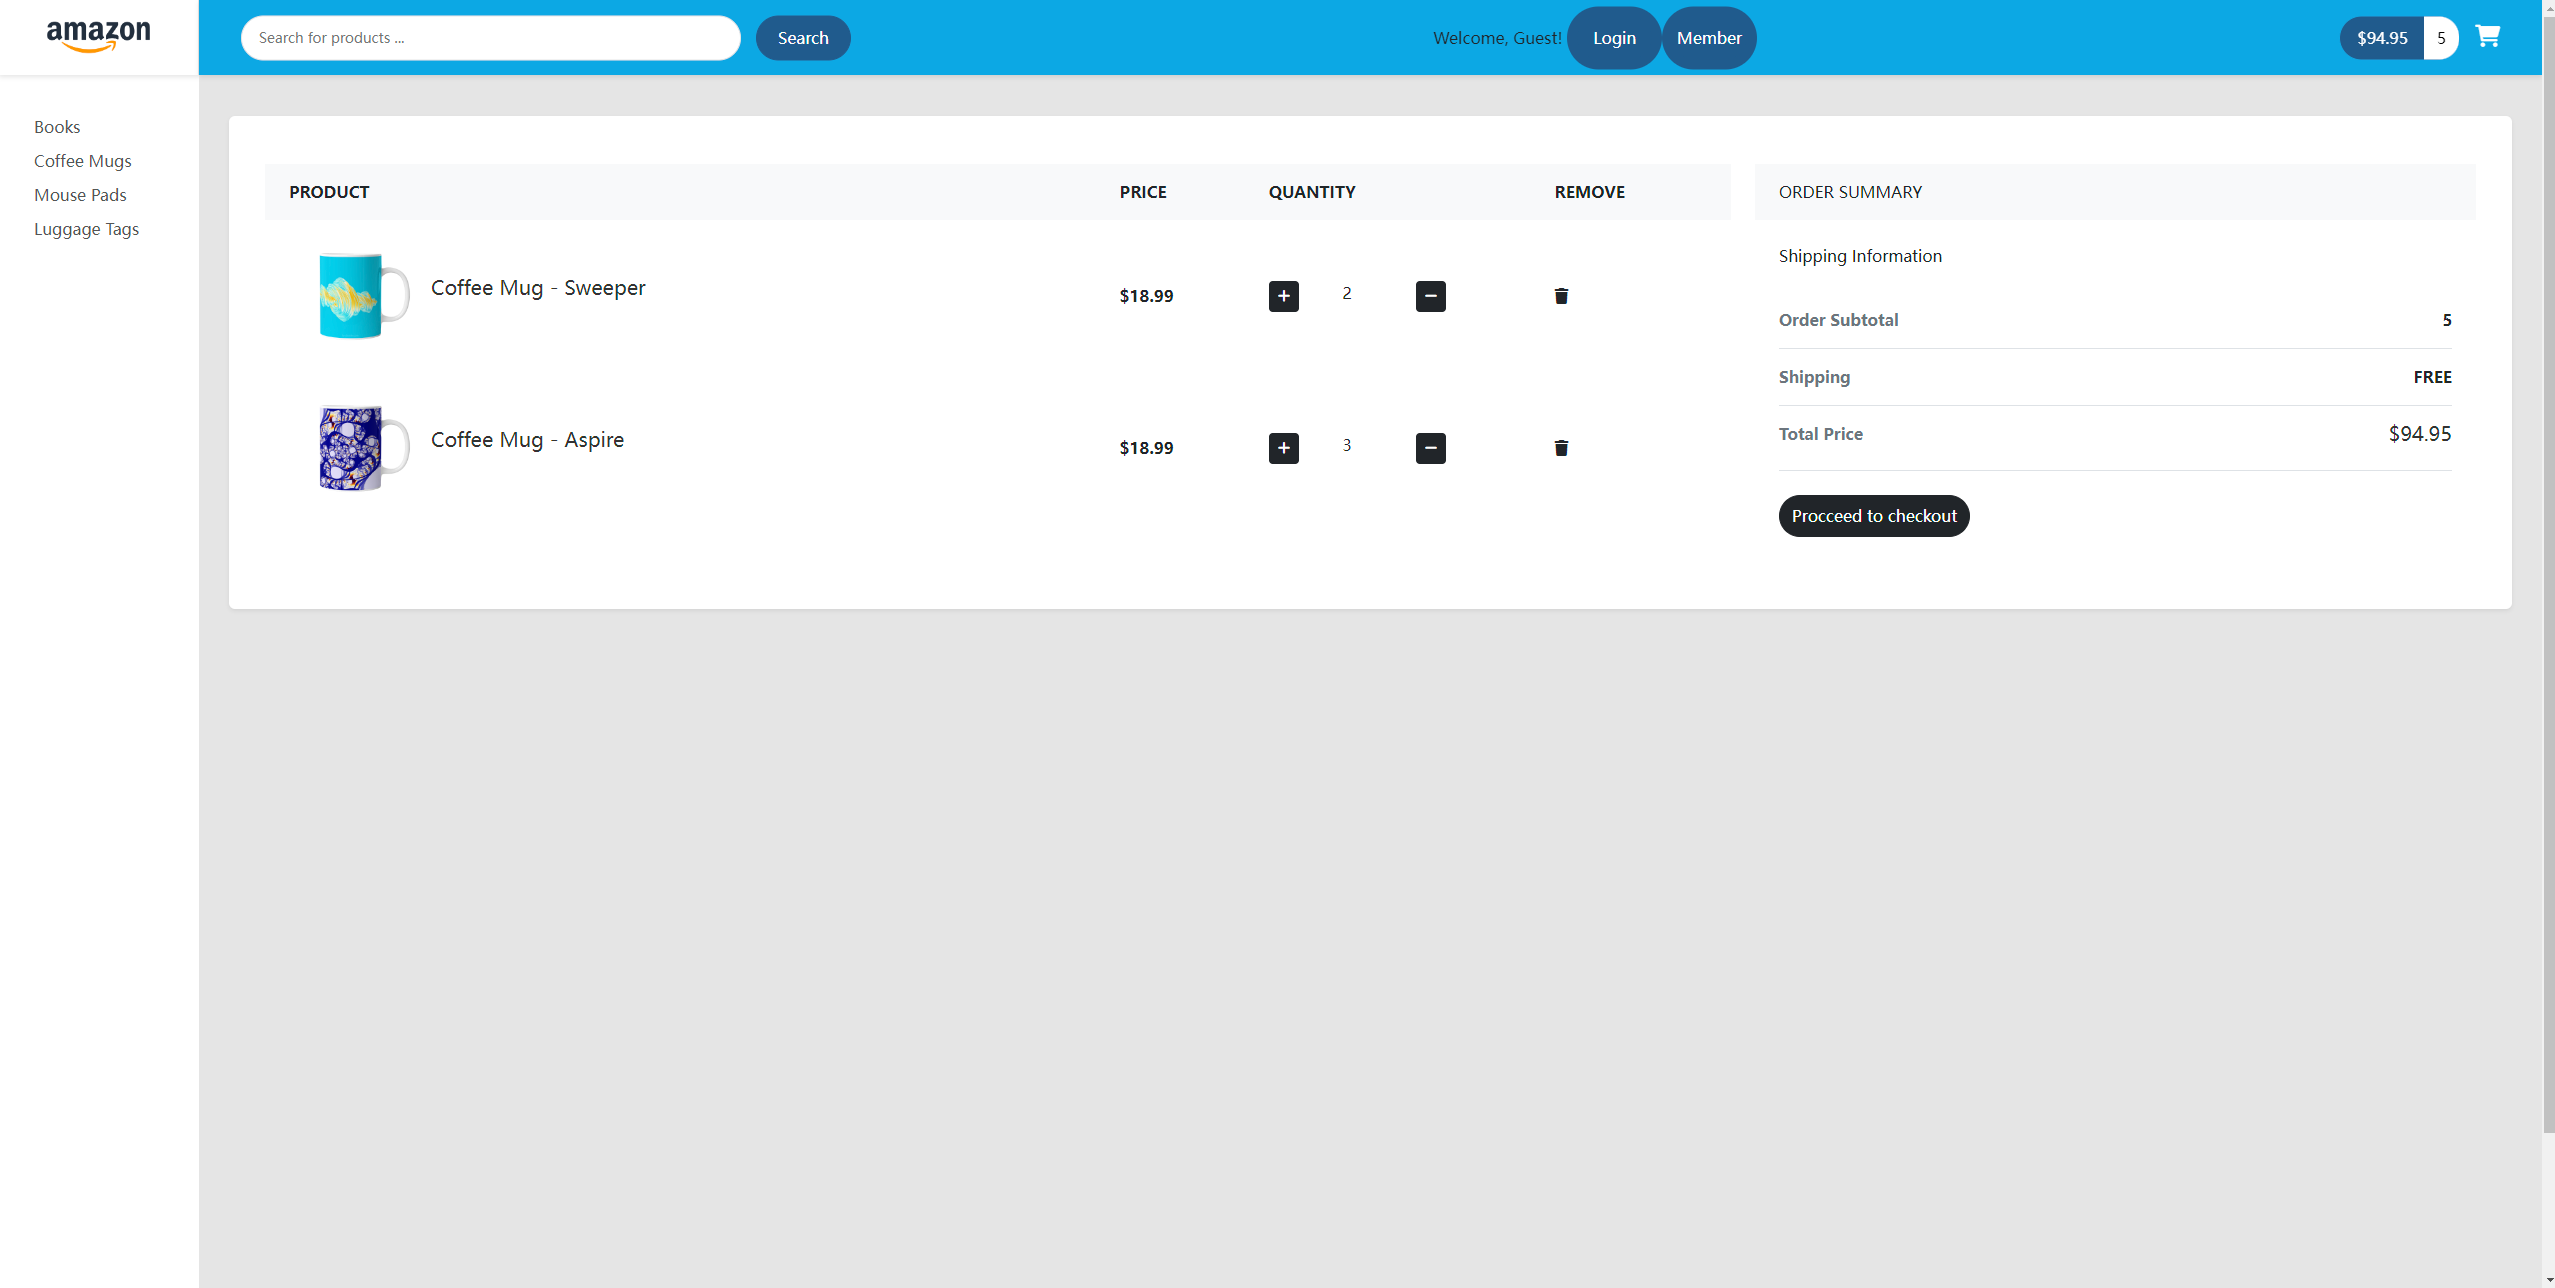 amazon
Search for products ...
Search
Welcome, Guest!
Login
Member
$94.95
5
Books
Coffee Mugs
Mouse Pads
Luggage Tags
PRODUCT PRICE QUANTITY REMOVE
Coffee Mug - Sweeper $18.99 + 2 −
Coffee Mug - Aspire $18.99 + 3 −
ORDER SUMMARY
Shipping Information
Order Subtotal 5
Shipping FREE
Total Price $94.95
Procceed to checkout